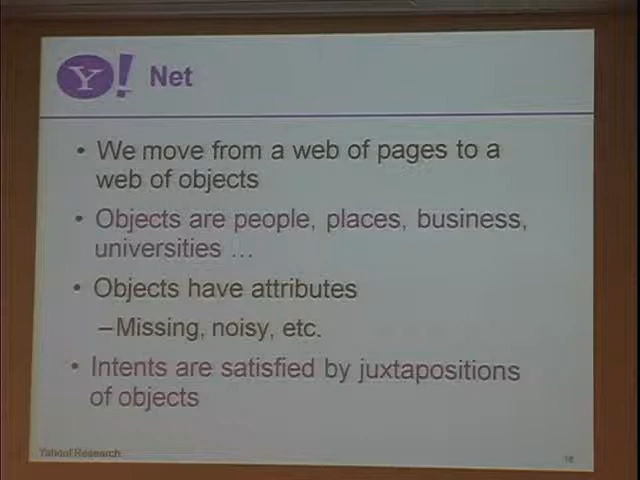 Y! Net
• We move from a web of pages to a
web of objects
• Objects are people, places, business,
universities …
• Objects have attributes
–Missing, noisy, etc.
• Intents are satisfied by juxtapositions
of objects
Yahoo! Research